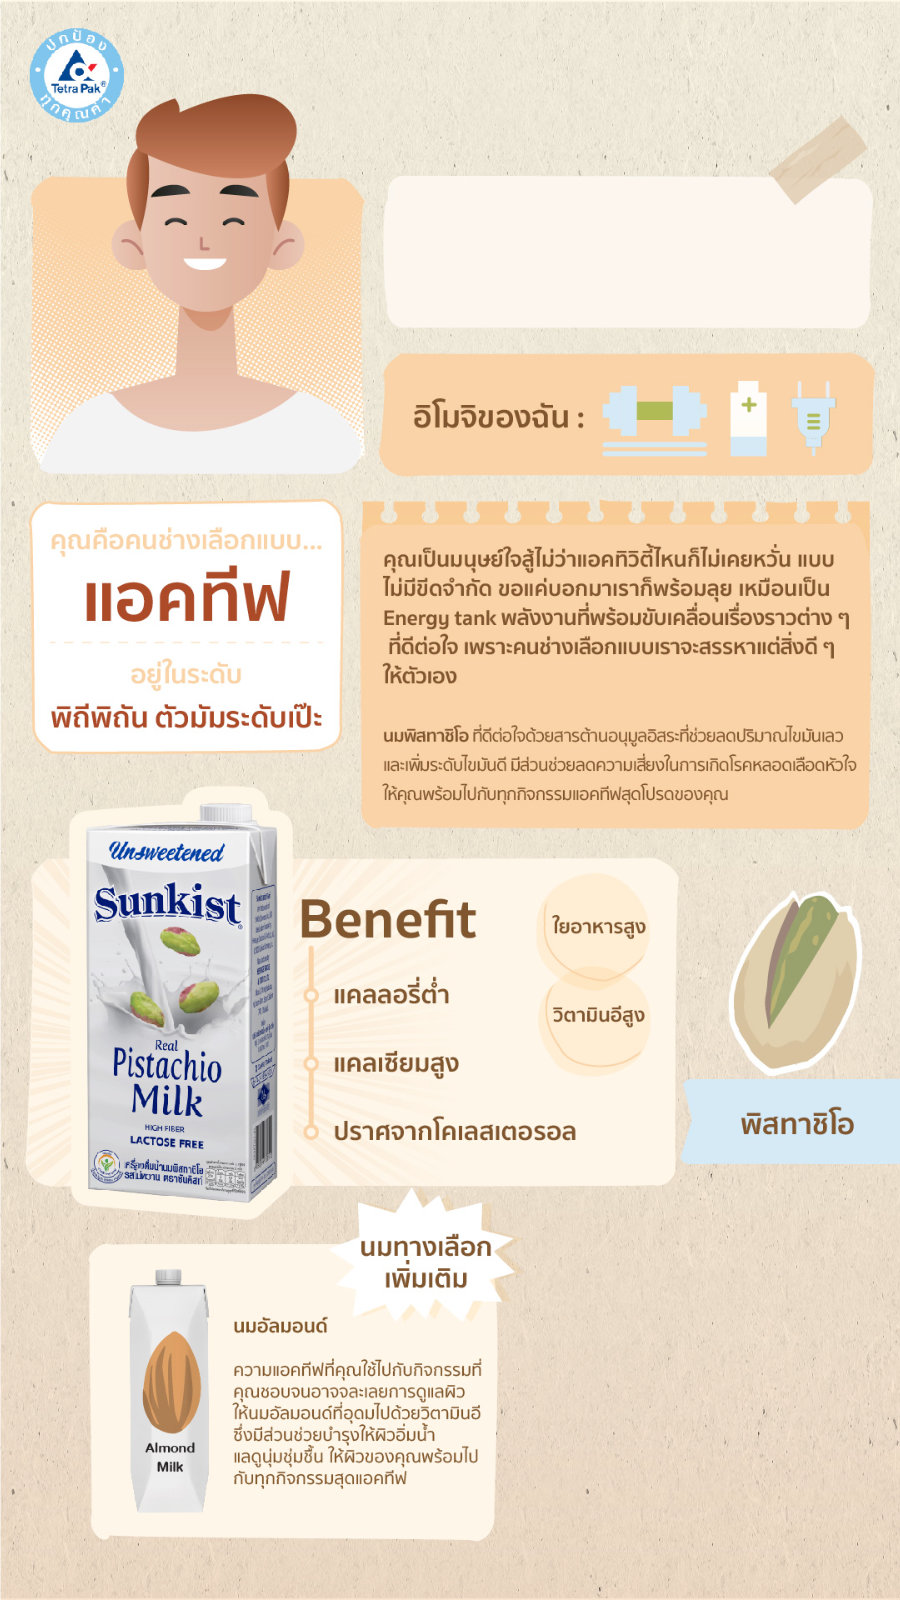 ปกป้อง
Tetra Pak®
ทุกคุณค่า
อิโมจิของฉัน :
คุณคือคนช่างเลือกแบบ...
แอคทีฟ
อยู่ในระดับ
พิถีพิถัน ตัวมัมระดับเป๊ะ
คุณเป็นมนุษย์ใจสู้ไม่ว่าแอคทิวิตี้ไหนก็ไม่เคยหวั่น แบบ
ไม่มีขีดจำกัด ขอแค่บอกมาเราก็พร้อมลุย เหมือนเป็น
Energy tank พลังงานที่พร้อมขับเคลื่อนเรื่องราวต่าง ๆ
ที่ดีต่อใจ เพราะคนช่างเลือกแบบเราจะสรรหาแต่สิ่งดี ๆ
ให้ตัวเอง
นมพิสทาชิโอ ที่ดีต่อใจด้วยสารต้านอนุมูลอิสระที่ช่วยลดปริมาณไขมันเลว
และเพิ่มระดับไขมันดี มีส่วนช่วยลดความเสี่ยงในการเกิดโรคหลอดเลือดหัวใจ
ให้คุณพร้อมไปกับทุกกิจกรรมแอคทีฟสุดโปรดของคุณ
Unsweetened
Sunkist
Real
Pistachio
Milk
HIGH FIBER
LACTOSE FREE
เครื่องดื่มน้ำนมพิสทาชิโอ
รสไม่หวาน ตราซันคิสท์
Benefit
แคลลอรี่ต่ำ
แคลเซียมสูง
ปราศจากโคเลสเตอรอล
ใยอาหารสูง
วิตามินอีสูง
พิสทาชิโอ
นมทางเลือก
เพิ่มเติม
นมอัลมอนด์
ความแอคทีฟที่คุณใช้ไปกับกิจกรรมที่
คุณชอบจนอาจจละเลยการดูแลผิว
ให้นมอัลมอนด์ที่อุดมไปด้วยวิตามินอี
ซึ่งมีส่วนช่วยบำรุงให้ผิวอิ่มน้ำ
แลดูนุ่มชุ่มชื้น ให้ผิวของคุณพร้อมไป
กับทุกกิจกรรมสุดแอคทีฟ
Almond
Milk